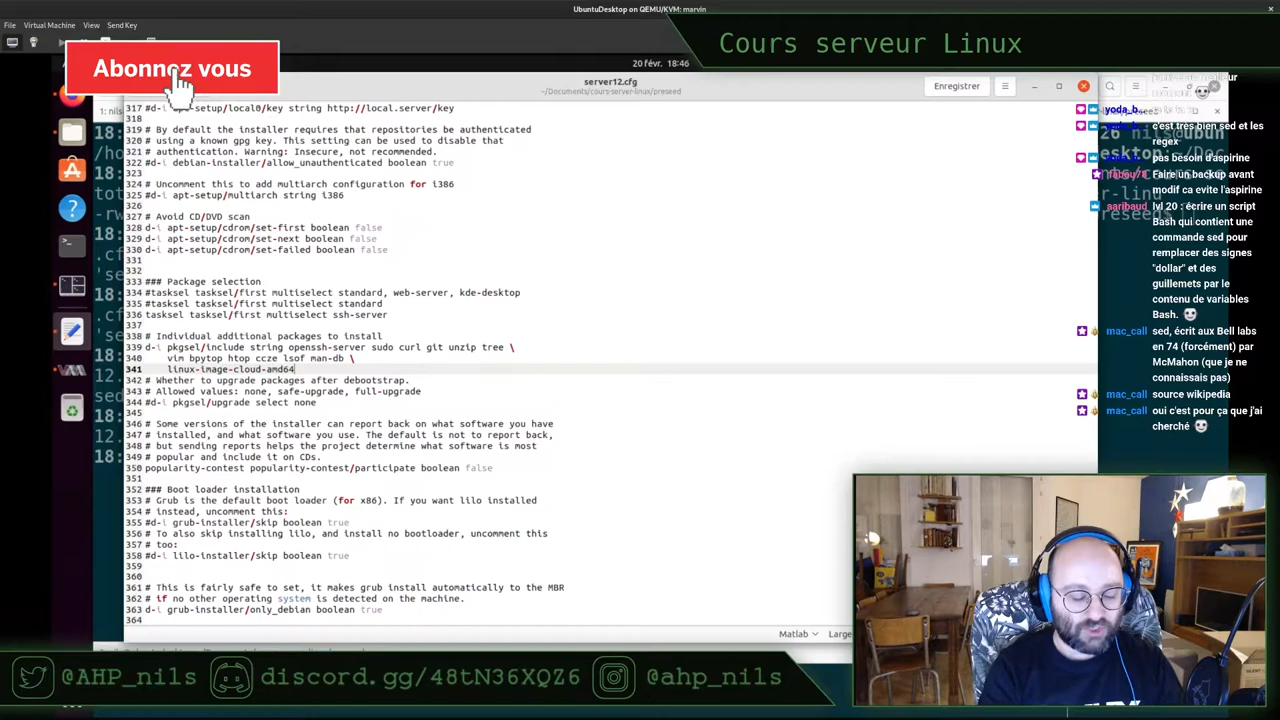 UbuntuDesktop on QEMU/KVM: marvin
File Virtual Machine View Send Key
Cours serveur Linux
Abonnez vous
20 févr. 18:46
server12.cfg
~/Documents/cours-server-linux/preseed
Enregistrer
317 #d-i apt-setup/local0/key string http://local.server/key
318
319 # By default the installer requires that repositories be authenticated
320 # using a known gpg key. This setting can be used to disable that
321 # authentication. Warning: Insecure, not recommended.
322 #d-i debian-installer/allow_unauthenticated boolean true
323
324 # Uncomment this to add multiarch configuration for i386
325 #d-i apt-setup/multiarch string i386
326
327 # Avoid CD/DVD scan
328 d-i apt-setup/cdrom/set-first boolean false
329 d-i apt-setup/cdrom/set-next boolean false
330 d-i apt-setup/cdrom/set-failed boolean false
331
332
333 ### Package selection
334 #tasksel tasksel/first multiselect standard, web-server, kde-desktop
335 #tasksel tasksel/first multiselect standard
336 tasksel tasksel/first multiselect ssh-server
337
338 # Individual additional packages to install
339 d-i pkgsel/include string openssh-server sudo curl git unzip tree \
340 vim bpytop htop ccze lsof man-db \
341 linux-image-cloud-amd64
342 # Whether to upgrade packages after debootstrap.
343 # Allowed values: none, safe-upgrade, full-upgrade
344 #d-i pkgsel/upgrade select none
345
346 # Some versions of the installer can report back on what software you have
347 # installed, and what software you use. The default is not to report back,
348 # but sending reports helps the project determine what software is most
349 # popular and include it on CDs.
350 popularity-contest popularity-contest/participate boolean false
351
352 ### Boot loader installation
353 # Grub is the default boot loader (for x86). If you want lilo installed
354 # instead, uncomment this:
355 #d-i grub-installer/skip boolean true
356 # To also skip installing lilo, and install no bootloader, uncomment this
357 # too:
358 #d-i lilo-installer/skip boolean true
359
360
361 # This is fairly safe to set, it makes grub install automatically to the MBR
362 # if no other operating system is detected on the machine.
363 d-i grub-installer/only_debian boolean true
364
Matlab
yoda_b..
c'est très bien sed et les
regex
pas besoin d'aspirine
Faire un backup avant
modif ca evite l'aspirine
saribaud lvl 20 : écrire un script
Bash qui contient une
commande sed pour
remplacer des signes
"dollar" et des
guillemets par le
contenu de variables
Bash.
mac_call sed, écrit aux Bell labs
en 74 (forcément) par
McMahon (que je ne
connaissais pas)
mac_call source wikipedia
mac_call oui c'est pour ça que j'ai
cherché
@AHP_nils discord.gg/48tN36XQZ6 @ahp_nils